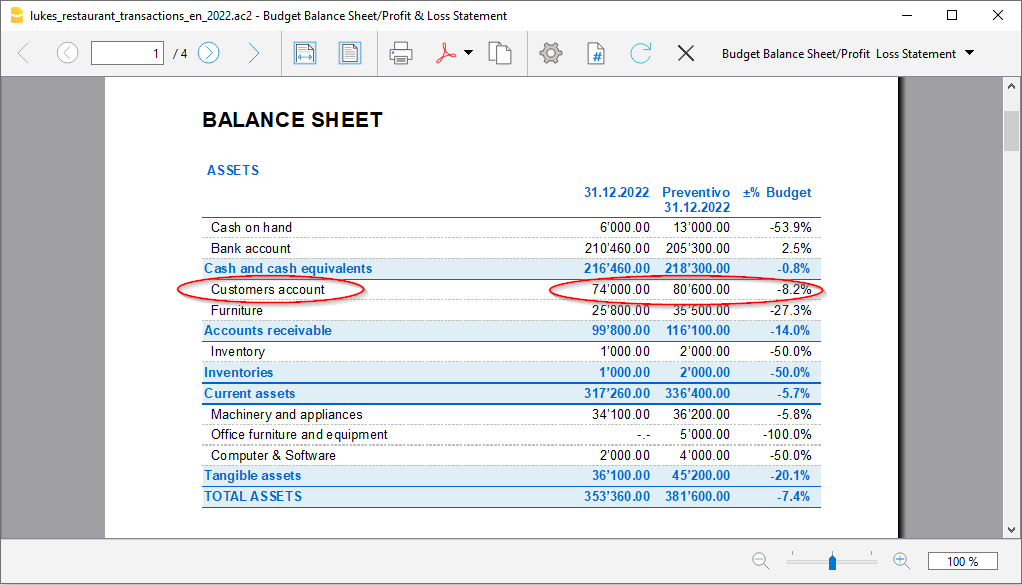 lukes_restaurant_transactions_en_2022.ac2 - Budget Balance Sheet/Profit & Loss Statement
1 / 4 Budget Balance Sheet/Profit Loss Statement
BALANCE SHEET
ASSETS
31.12.2022 Preventivo ±% Budget
31.12.2022
Cash on hand 6’000.00 13’000.00 -53.9%
Bank account 210’460.00 205’300.00 2.5%
Cash and cash equivalents 216’460.00 218’300.00 -0.8%
Customers account 74’000.00 80’600.00 -8.2%
Furniture 25’800.00 35’500.00 -27.3%
Accounts receivable 99’800.00 116’100.00 -14.0%
Inventory 1’000.00 2’000.00 -50.0%
Inventories 1’000.00 2’000.00 -50.0%
Current assets 317’260.00 336’400.00 -5.7%
Machinery and appliances 34’100.00 36’200.00 -5.8%
Office furniture and equipment -.- 5’000.00 -100.0%
Computer & Software 2’000.00 4’000.00 -50.0%
Tangible assets 36’100.00 45’200.00 -20.1%
TOTAL ASSETS 353’360.00 381’600.00 -7.4%
100 %